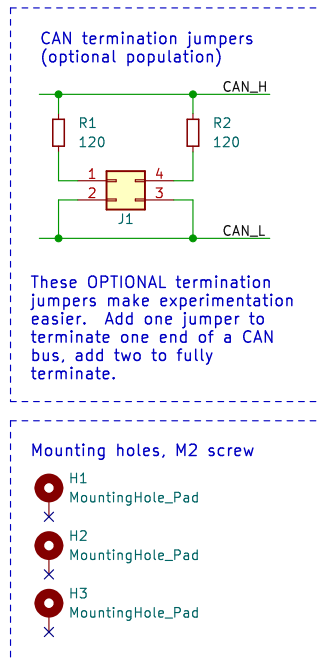 CAN termination jumpers
(optional population)
CAN_H
R1
120
R2
120
1
2
4
3
J1
CAN_L
These OPTIONAL termination
jumpers make experimentation
easier.  Add one jumper to
terminate one end of a CAN
bus, add two to fully
terminate.
Mounting holes, M2 screw
H1
MountingHole_Pad
H2
MountingHole_Pad
H3
MountingHole_Pad